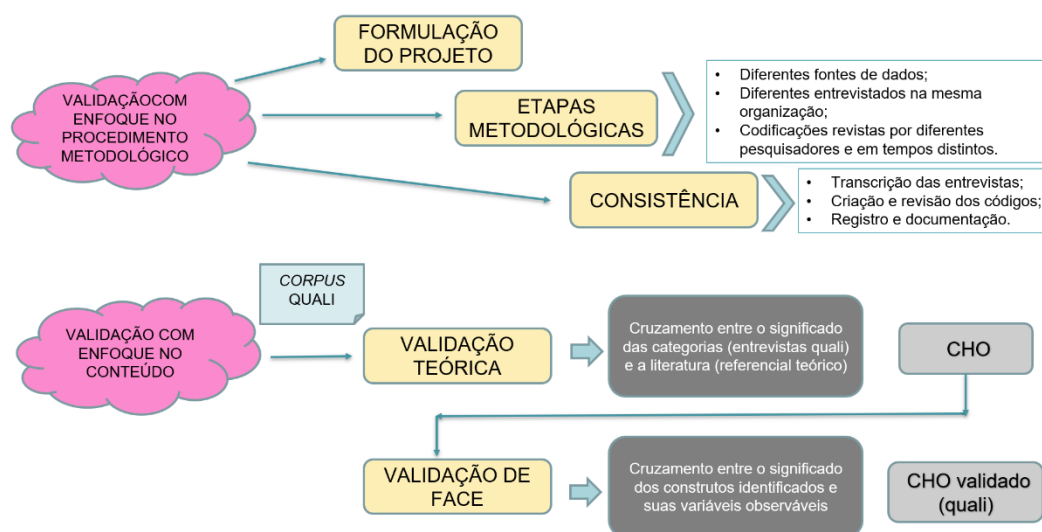 FORMULAÇÃO
DO PROJETO
VALIDAÇÃOCOM
ENFOQUE NO
PROCEDIMENTO
METODOLÓGICO
ETAPAS
METODOLÓGICAS
• Diferentes fontes de dados;
• Diferentes entrevistados na mesma
organização;
• Codificações revistas por diferentes
pesquisadores e em tempos distintos.
CONSISTÊNCIA
• Transcrição das entrevistas;
• Criação e revisão dos códigos;
• Registro e documentação.
CORPUS
QUALI
VALIDAÇÃO COM
ENFOQUE NO
CONTEÚDO
VALIDAÇÃO
TEÓRICA
Cruzamento entre o significado
das categorias (entrevistas quali)
e a literatura (referencial teórico)
CHO
VALIDAÇÃO DE
FACE
Cruzamento entre o significado
dos construtos identificados e
suas variáveis observáveis
CHO validado
(quali)